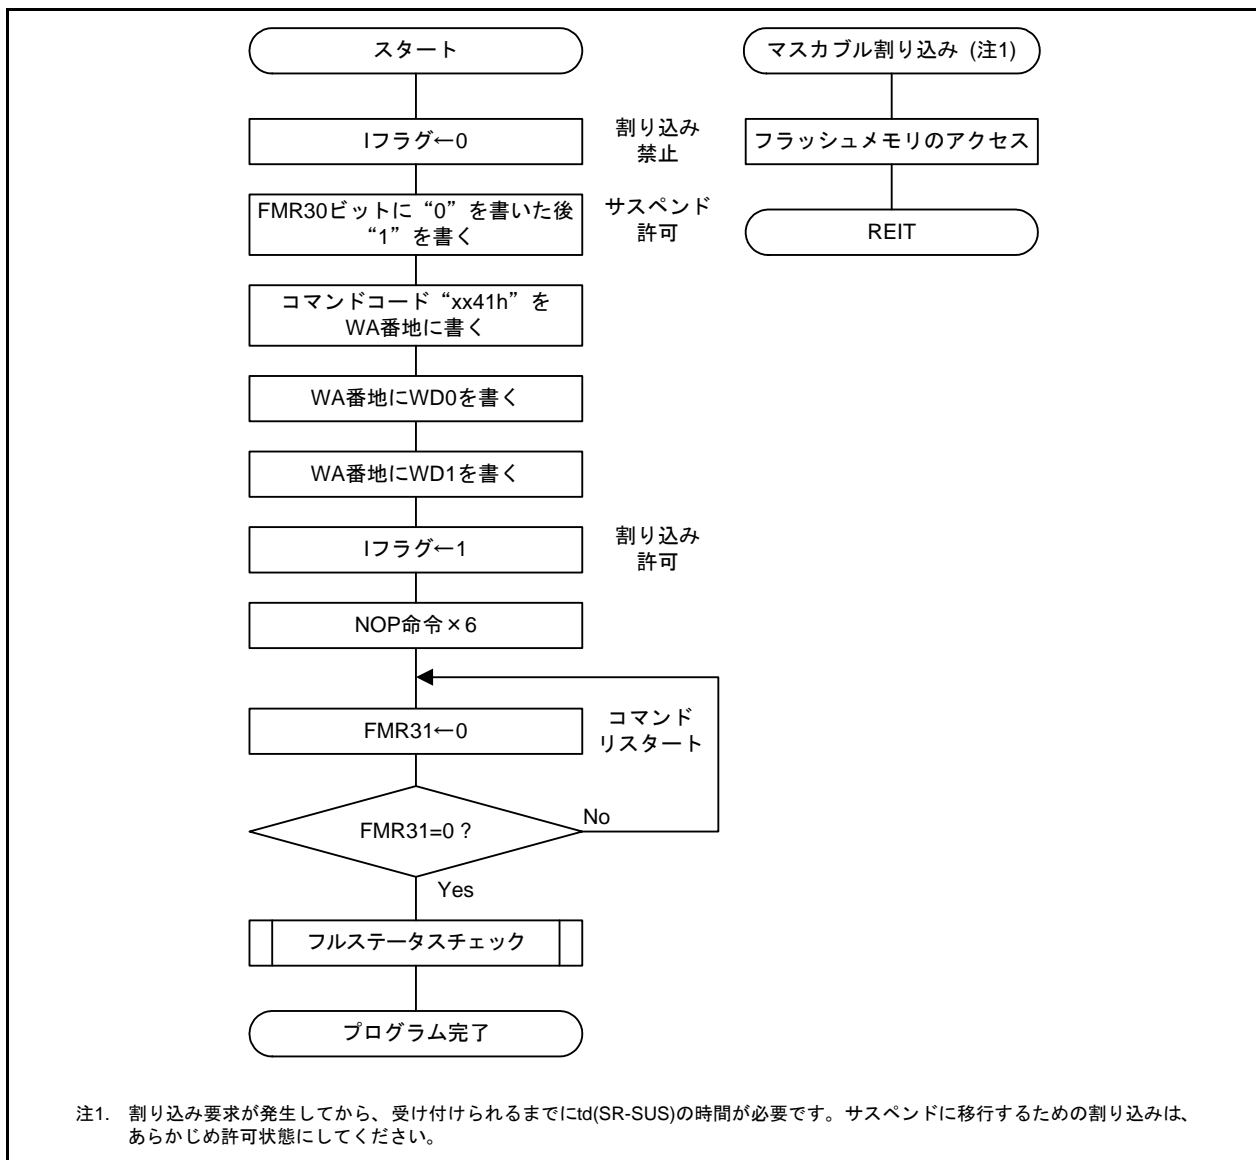 スタート
Iフラグ←0
割り込み
禁止
FMR30ビットに“0”を書いた後
“1”を書く
サスペンド
許可
コマンドコード“xx41h”を
WA番地に書く
WA番地にWD0を書く
WA番地にWD1を書く
Iフラグ←1
割り込み
許可
NOP命令×6
FMR31←0
コマンド
リスタート
FMR31=0 ?
No
Yes
フルステータスチェック
プログラム完了
マスカブル割り込み (注1)
フラッシュメモリのアクセス
REIT
注1. 割り込み要求が発生してから、受け付けられるまでにtd(SR-SUS)の時間が必要です。サスペンドに移行するための割り込みは、
あらかじめ許可状態にしてください。